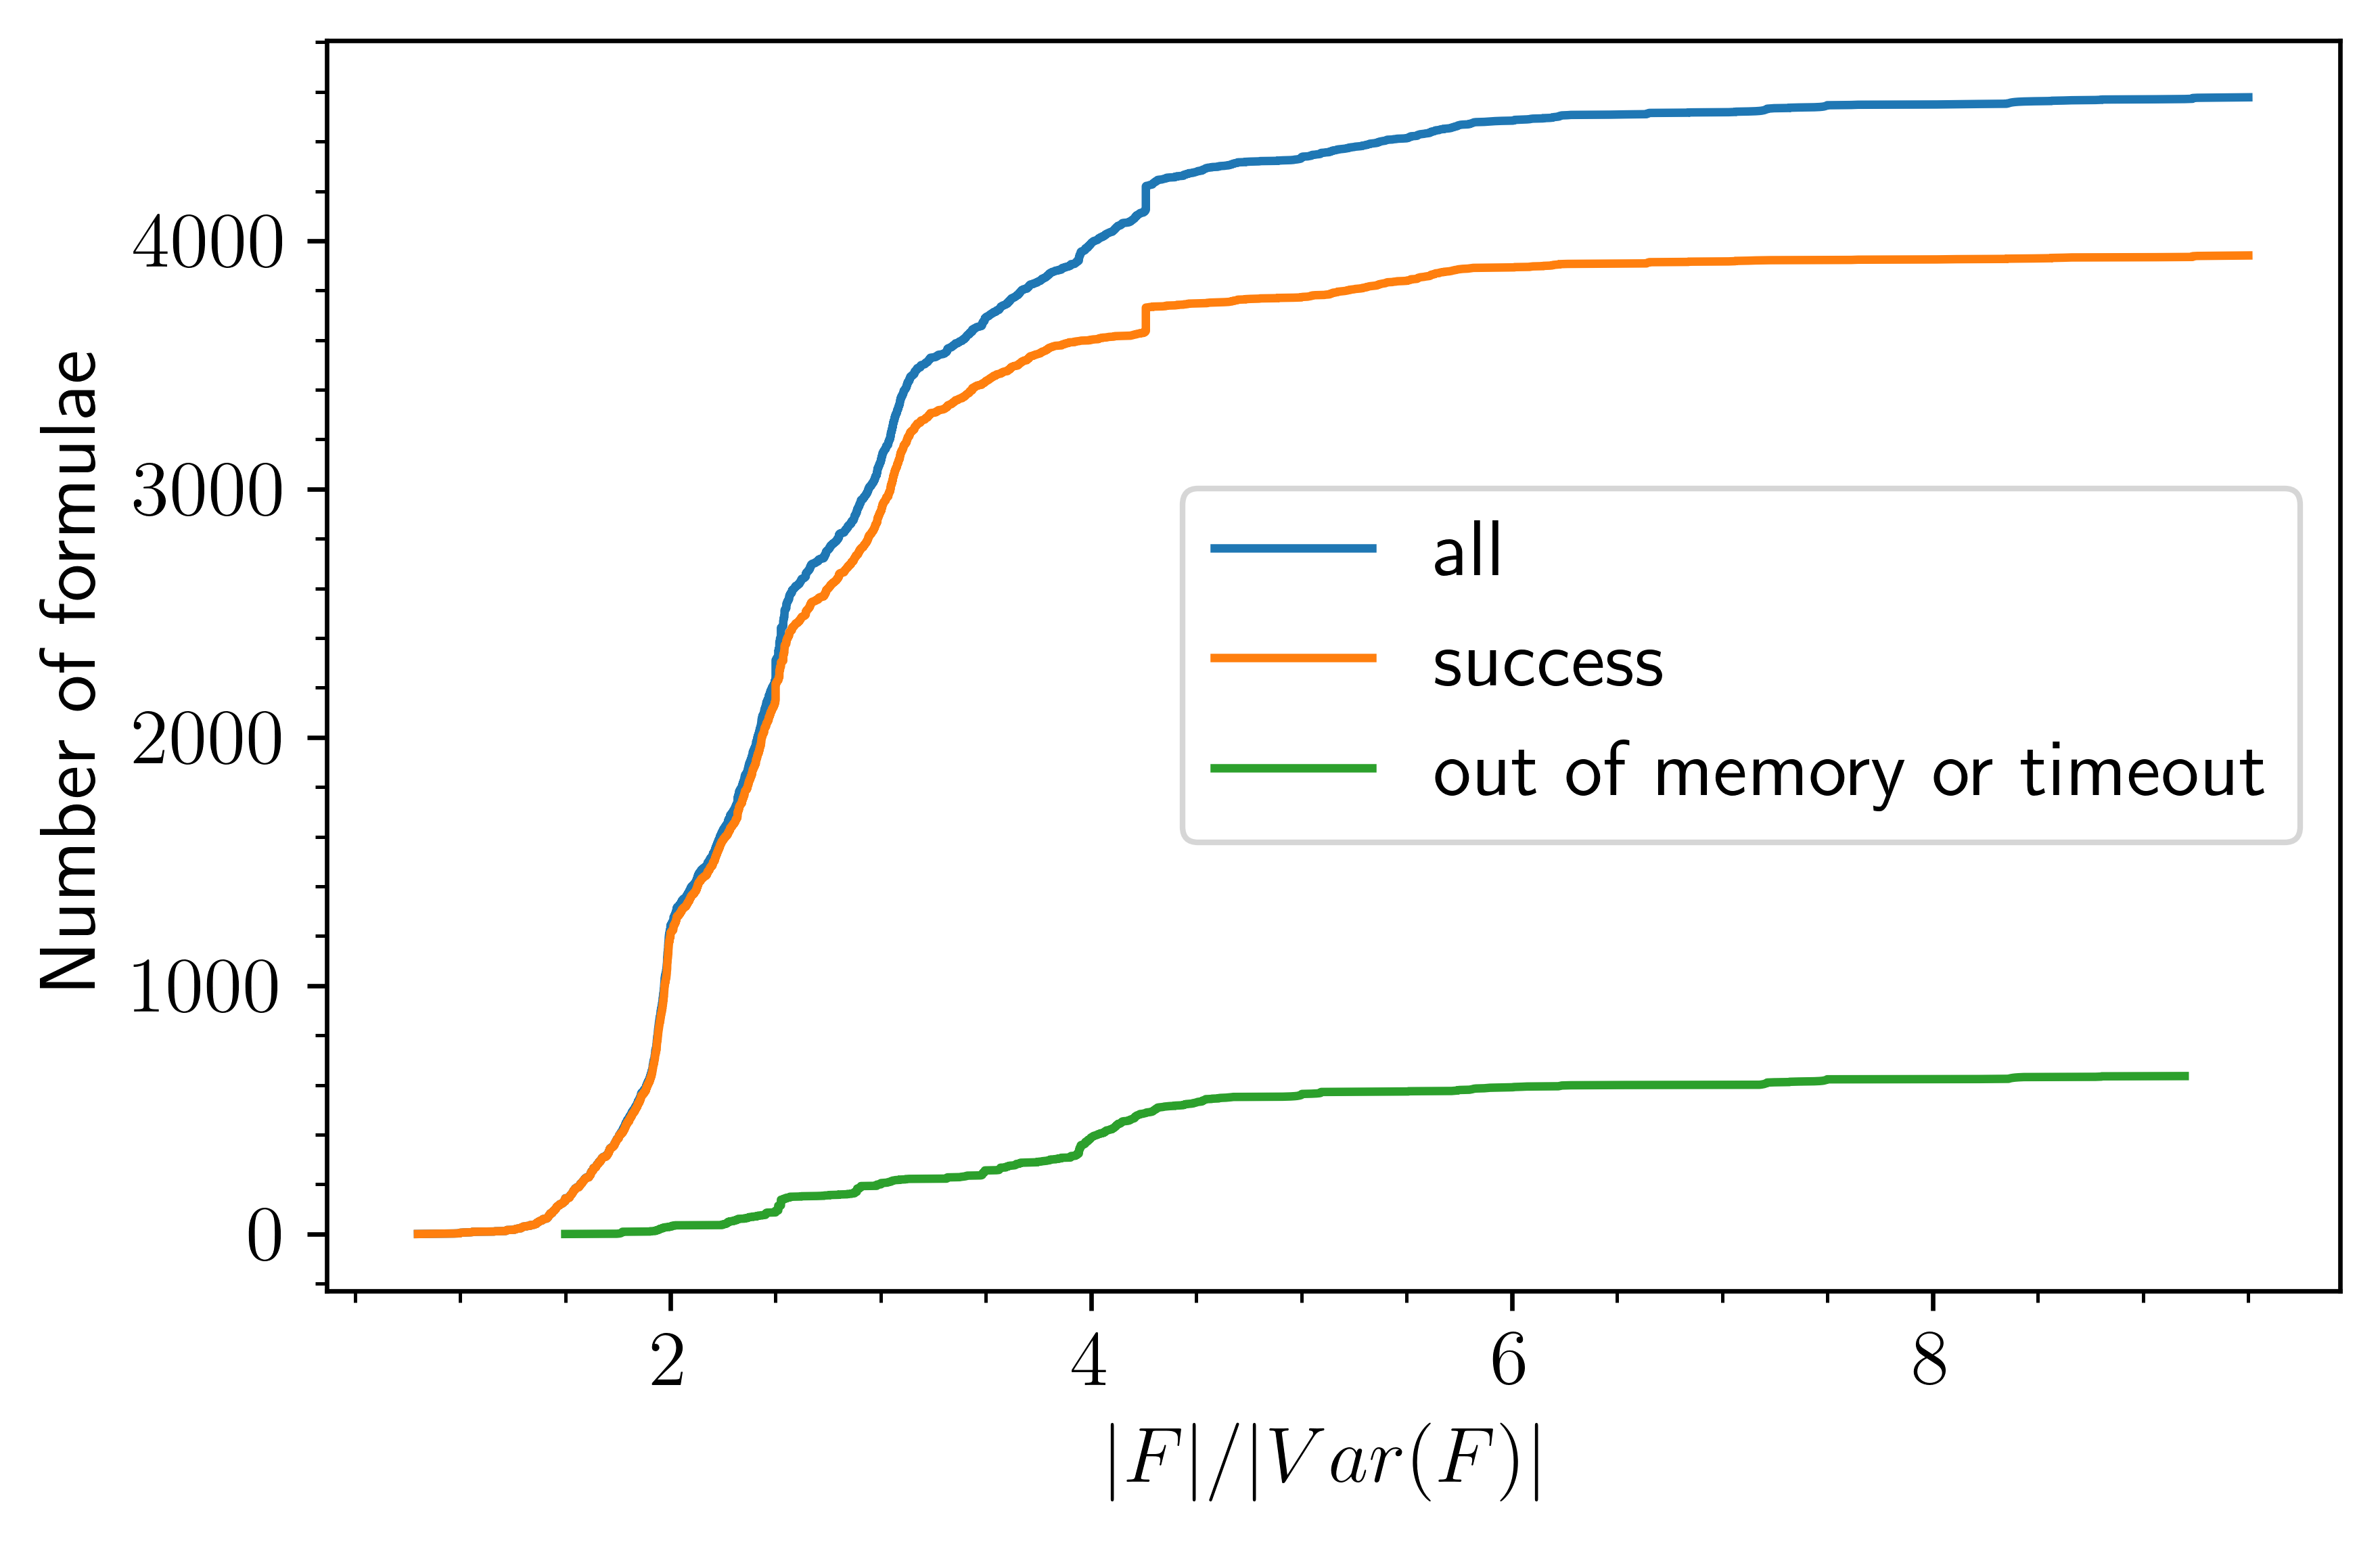 Number of formulae
4000
3000
2000
1000
0
all
success
out of memory or timeout
2 4 6 8
|F|/|Var(F)|